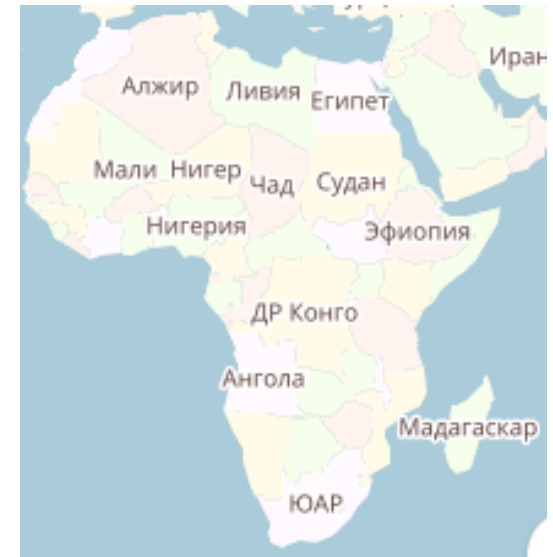 Иран
Алжир
Ливия
Египет
Мали
Нигер
Чад
Судан
Нигерия
Эфиопия
ДР Конго
Ангола
Мадагаскар
ЮАР